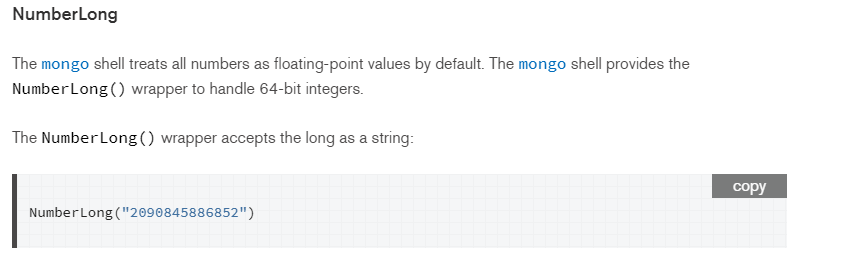 NumberLong
The mongo shell treats all numbers as floating-point values by default. The mongo shell provides the
NumberLong() wrapper to handle 64-bit integers.
The NumberLong() wrapper accepts the long as a string:
copy
NumberLong("2090845886852")